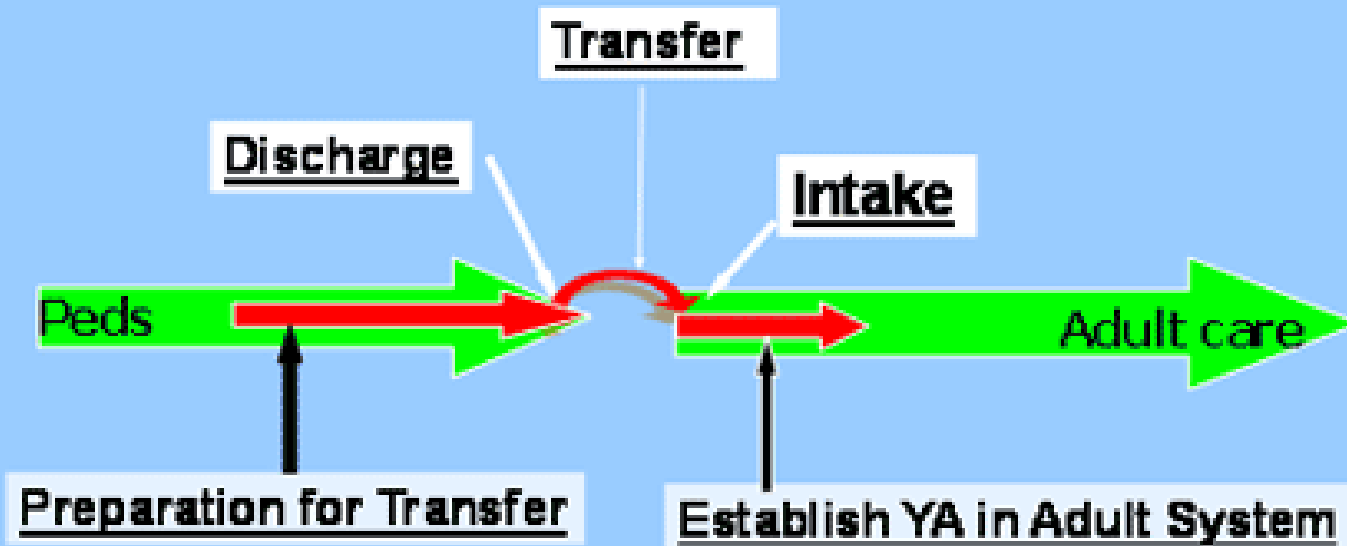 Transfer
Discharge
Intake
Peds
Adult care
Preparation for Transfer
Establish YA in Adult System